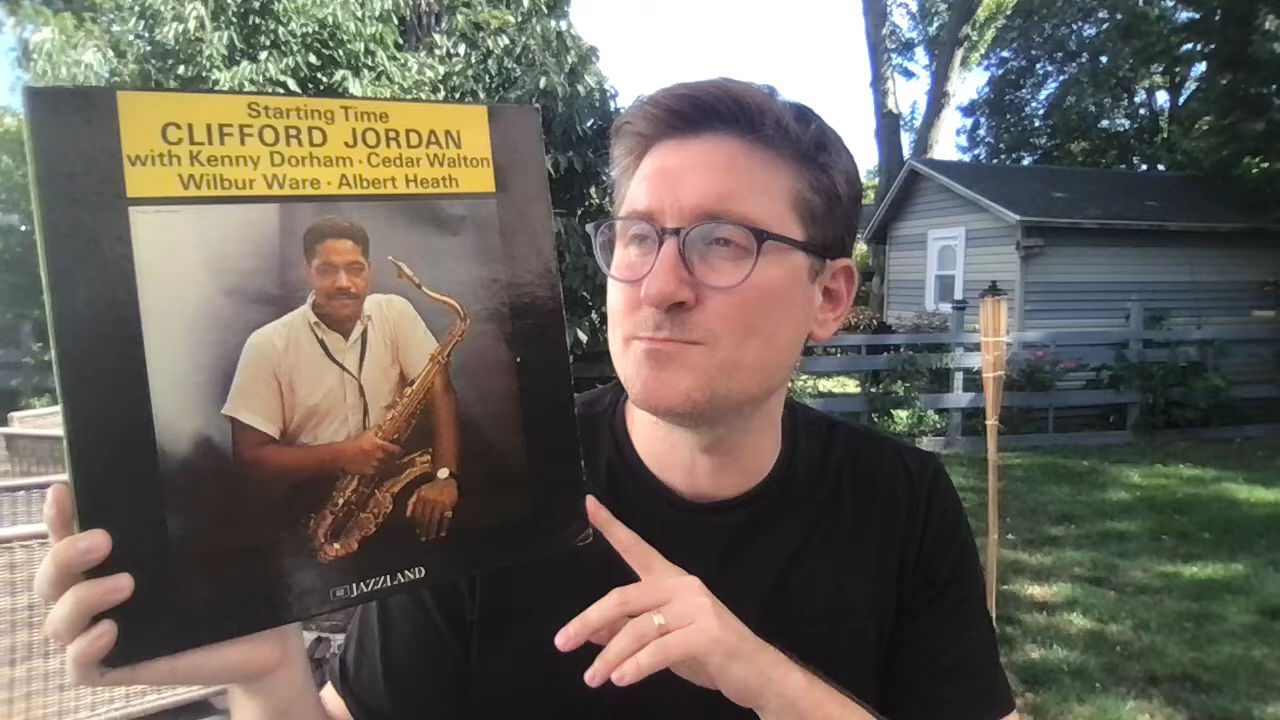 Starting Time
CLIFFORD JORDAN
with Kenny Dorham · Cedar Walton
Wilbur Ware · Albert Heath
JAZZLAND